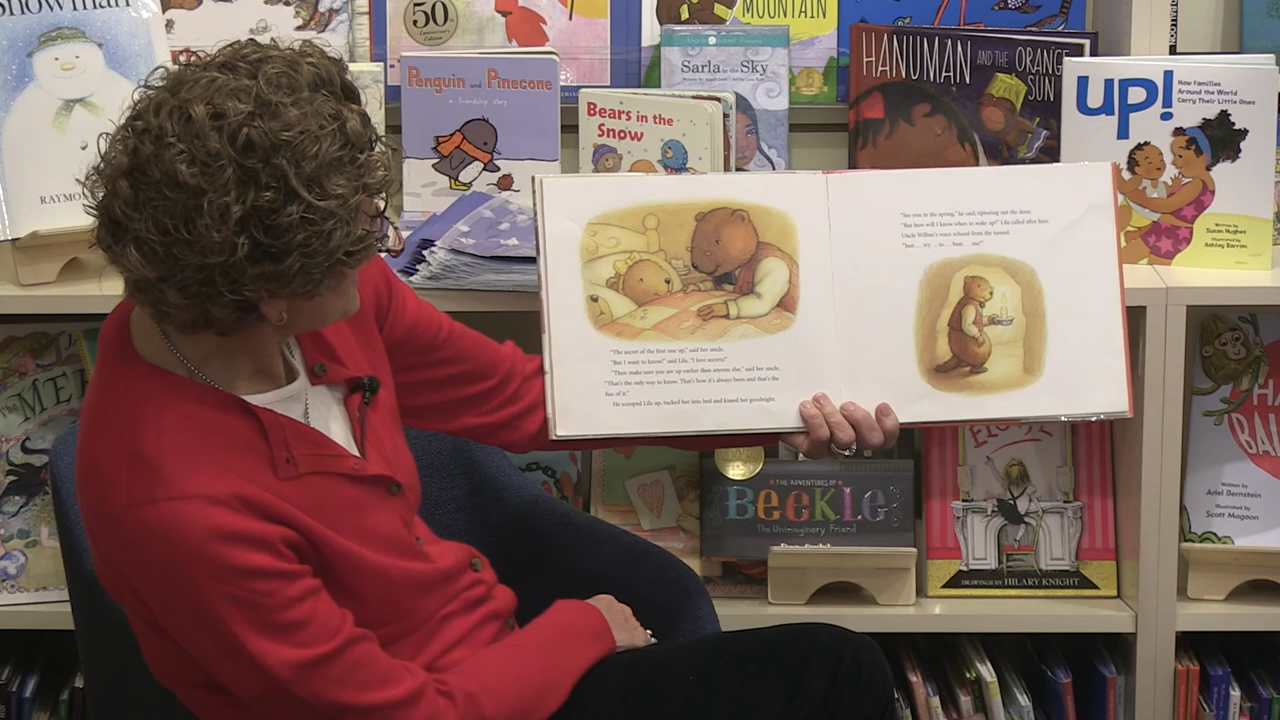 Snowman
RAYMO
50th
Anniversary
Edition
MOUNTAIN
Penguin and Pinecone
a friendship story
Bears in the
Snow
Sarla in the Sky
HANUMAN AND THE ORANGE
SUN
up!
How Families
Around the World
Carry Their Little Ones
Written by
Susan Hughes
Illustrated by
Ashley Barron
"The secret of the first one up," said her uncle.
"But I want to know!" said Lila. "I love secrets!"
"Then make sure you are up earlier than anyone else," said her uncle.
"That's the only way to know. That's how it's always been and that's the
fun of it."
He scooped Lila up, tucked her into bed and kissed her goodnight.
"See you in the spring," he said, tiptoeing out the door.
"But how will I know when to wake up?" Lila called after him.
Uncle Wilbur's voice echoed from the tunnel.
"Just . . . try . . . to . . . beat . . . me!"
The
MER
THE ADVENTURES OF
BEEKLE
The Unimaginary Friend
DRAWINGS BY HILARY KNIGHT
HA
BA
Written by
Ariel Bernstein
Illustrated by
Scott Magoon